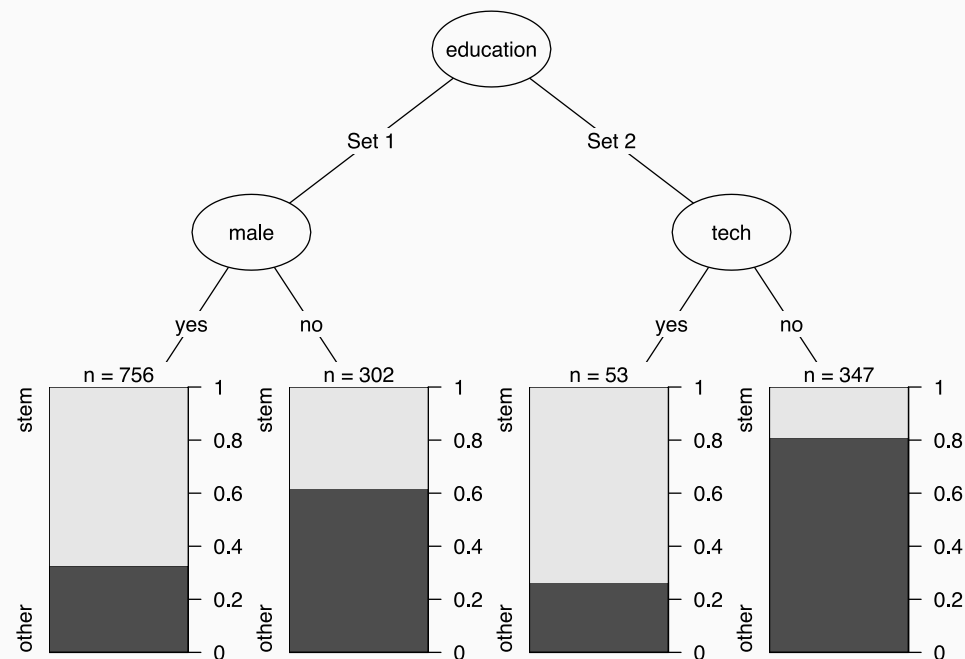 education
Set 1
Set 2
male
tech
yes
no
yes
no
n = 756
stem
other
1
0.8
0.6
0.4
0.2
0
n = 302
stem
other
1
0.8
0.6
0.4
0.2
0
n = 53
stem
other
1
0.8
0.6
0.4
0.2
0
n = 347
stem
other
1
0.8
0.6
0.4
0.2
0